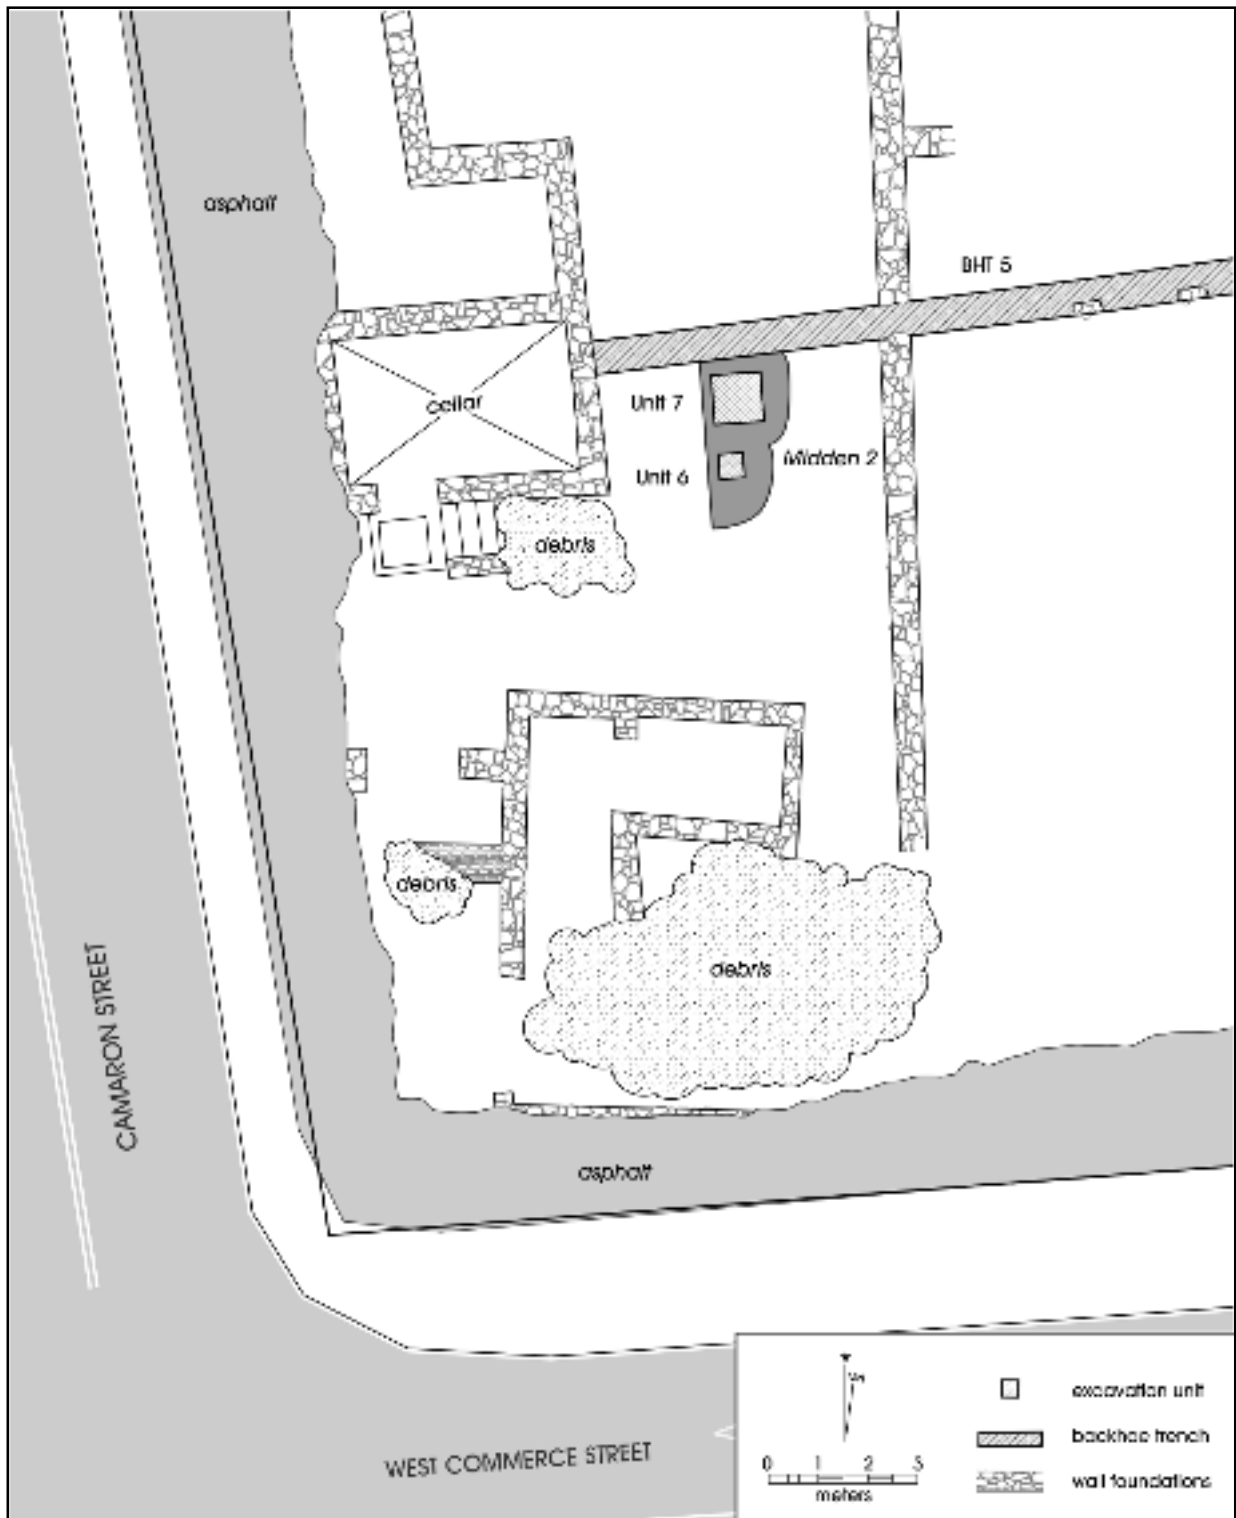 asphalt
BHT 5
cellar
Unit 7
Midden 2
Unit 6
debris
debris
debris
CAMARON STREET
asphalt
WEST COMMERCE STREET
excavation unit
backhoe trench
wall foundations
0 1 2 3
meters